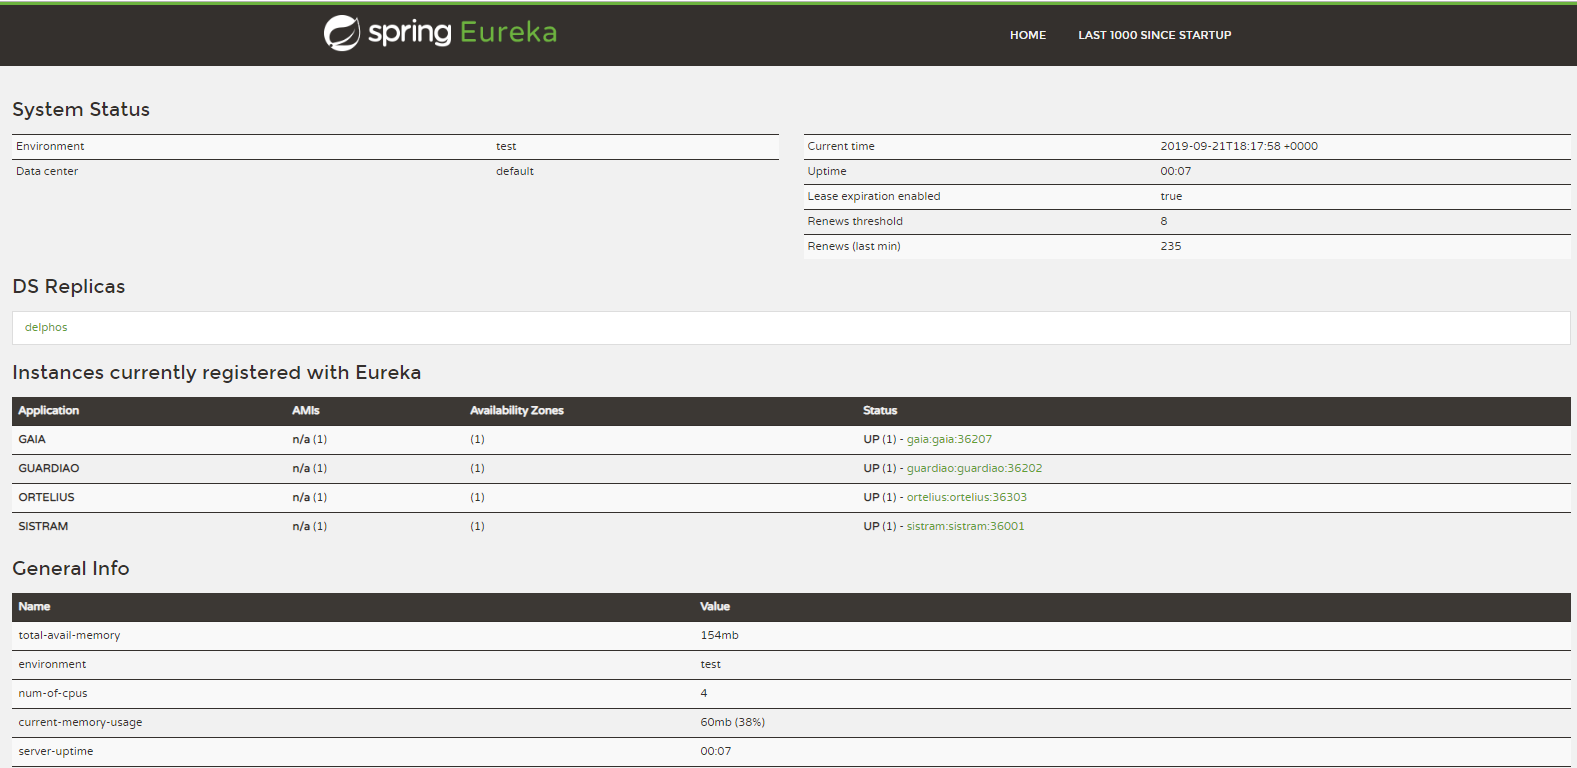 spring Eureka
HOME LAST 1000 SINCE STARTUP
System Status
Environment test
Data center default
Current time 2019-09-21T18:17:58 +0000
Uptime 00:07
Lease expiration enabled true
Renews threshold 8
Renews (last min) 235
DS Replicas
delphos
Instances currently registered with Eureka
Application AMIs Availability Zones Status
GAIA n/a (1) (1) UP (1) - gaia:gaia:36207
GUARDIAO n/a (1) (1) UP (1) - guardiao:guardiao:36202
ORTELIUS n/a (1) (1) UP (1) - ortelius:ortelius:36303
SISTRAM n/a (1) (1) UP (1) - sistram:sistram:36001
General Info
Name Value
total-avail-memory 154mb
environment test
num-of-cpus 4
current-memory-usage 60mb (38%)
server-uptime 00:07